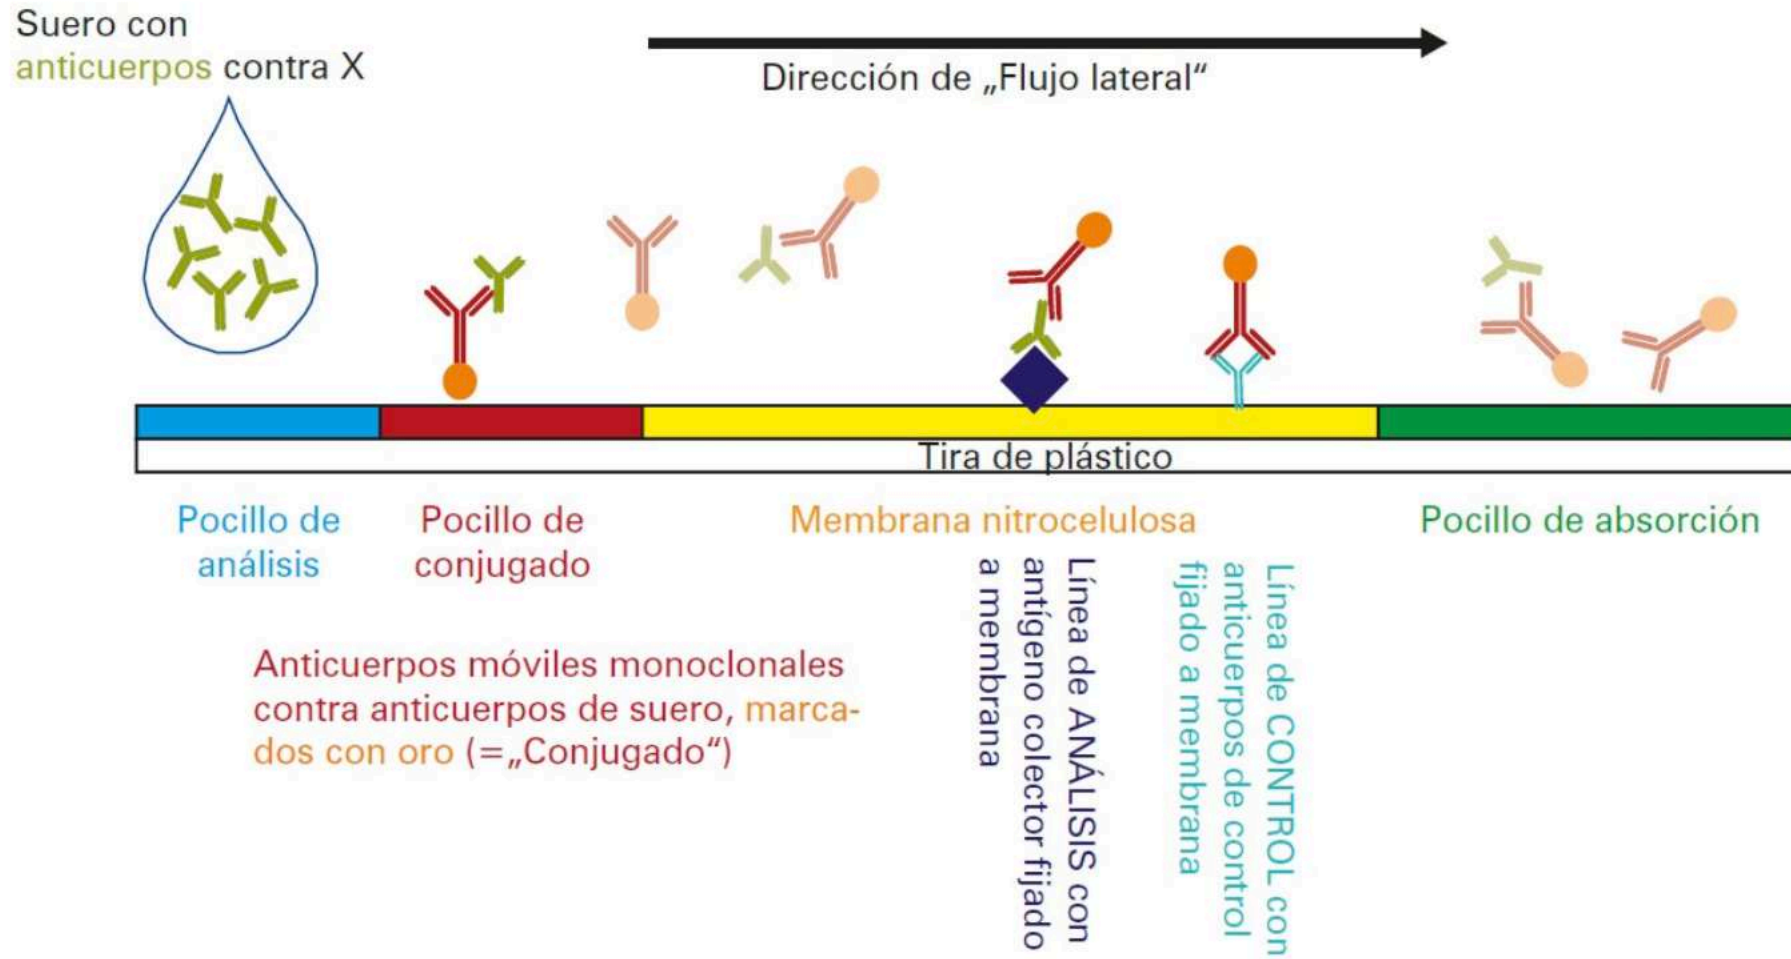 Suero con
anticuerpos contra X
Dirección de „Flujo lateral“
Tira de plástico
Pocillo de
análisis
Pocillo de
conjugado
Membrana nitrocelulosa
Pocillo de absorción
Anticuerpos móviles monoclonales
contra anticuerpos de suero, marca-
dos con oro (=„Conjugado“)
Línea de ANÁLISIS con
antígeno colector fijado
a membrana
Línea de CONTROL con
anticuerpos de control
fijado a membrana